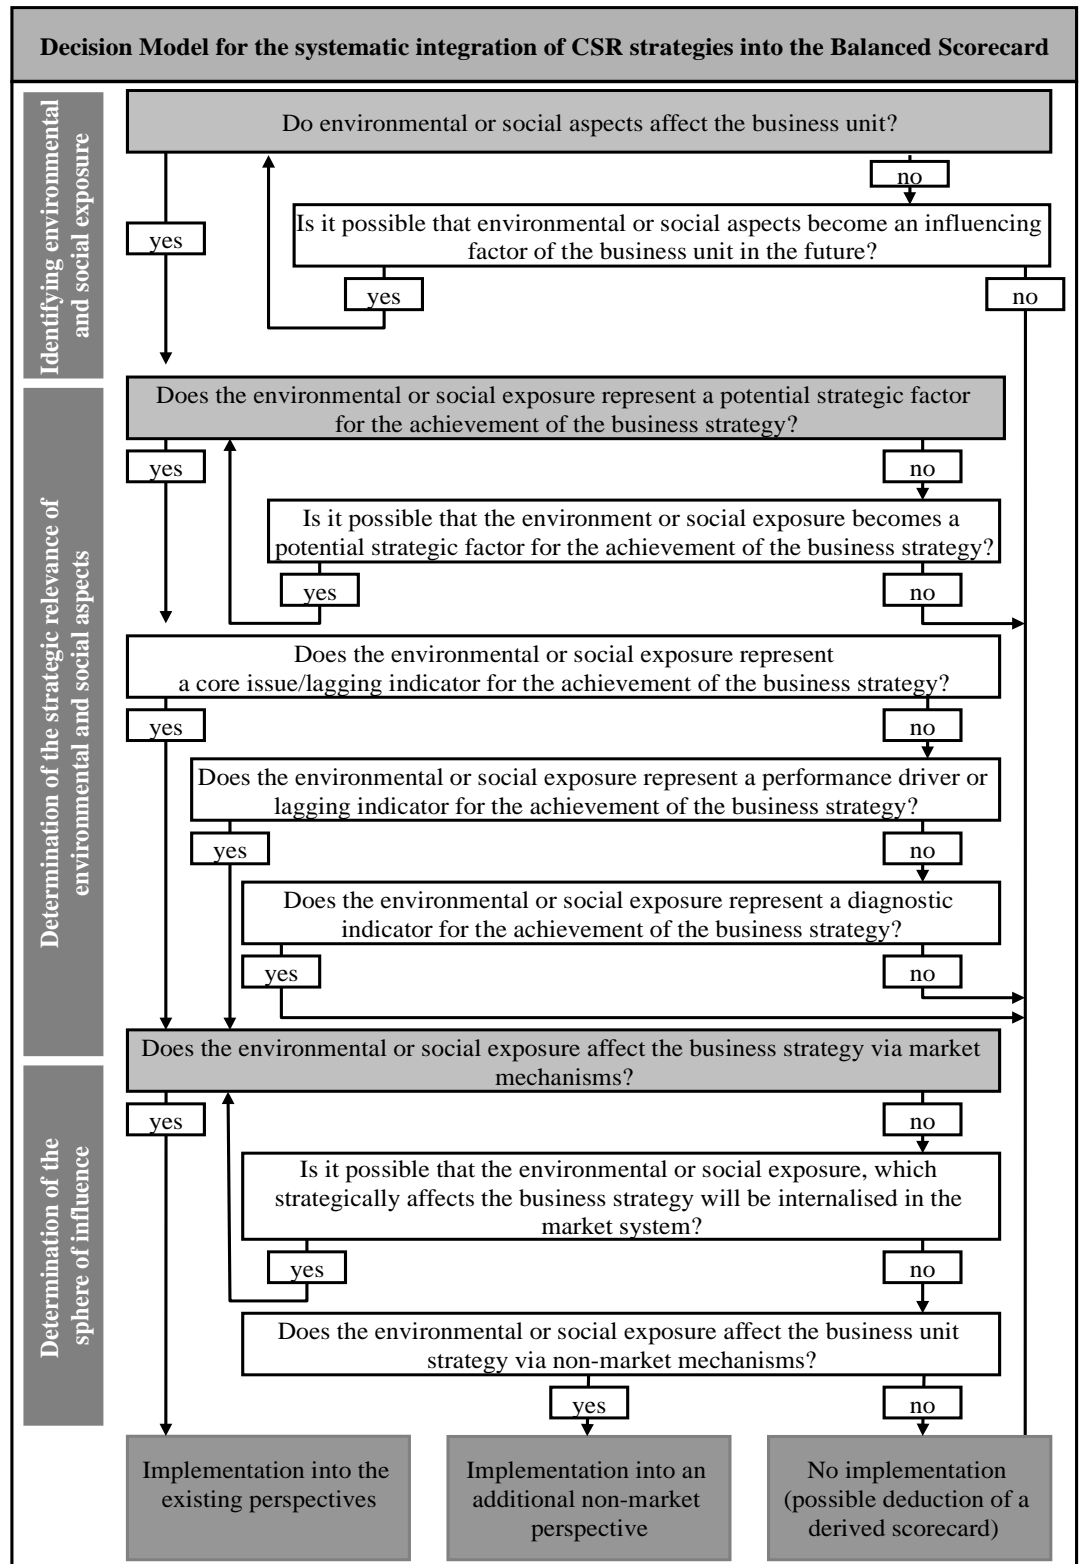 Decision Model for the systematic integration of CSR strategies into the Balanced Scorecard
Identifying environmental
and social exposure
Do environmental or social aspects affect the business unit?
no
Is it possible that environmental or social aspects become an influencing
factor of the business unit in the future?
yes
yes
no
Determination of the strategic relevance of
environmental and social aspects
Does the environmental or social exposure represent a potential strategic factor
for the achievement of the business strategy?
yes
no
Is it possible that the environment or social exposure becomes a
potential strategic factor for the achievement of the business strategy?
yes
no
Does the environmental or social exposure represent
a core issue/lagging indicator for the achievement of the business strategy?
yes
no
Does the environmental or social exposure represent a performance driver or
lagging indicator for the achievement of the business strategy?
yes
no
Does the environmental or social exposure represent a diagnostic
indicator for the achievement of the business strategy?
yes
no
Determination of the
sphere of influence
Does the environmental or social exposure affect the business strategy via market
mechanisms?
yes
no
Is it possible that the environmental or social exposure, which
strategically affects the business strategy will be internalised in the
market system?
yes
no
Does the environmental or social exposure affect the business unit
strategy via non-market mechanisms?
yes
no
Implementation into the
existing perspectives
Implementation into an
additional non-market
perspective
No implementation
(possible deduction of a
derived scorecard)